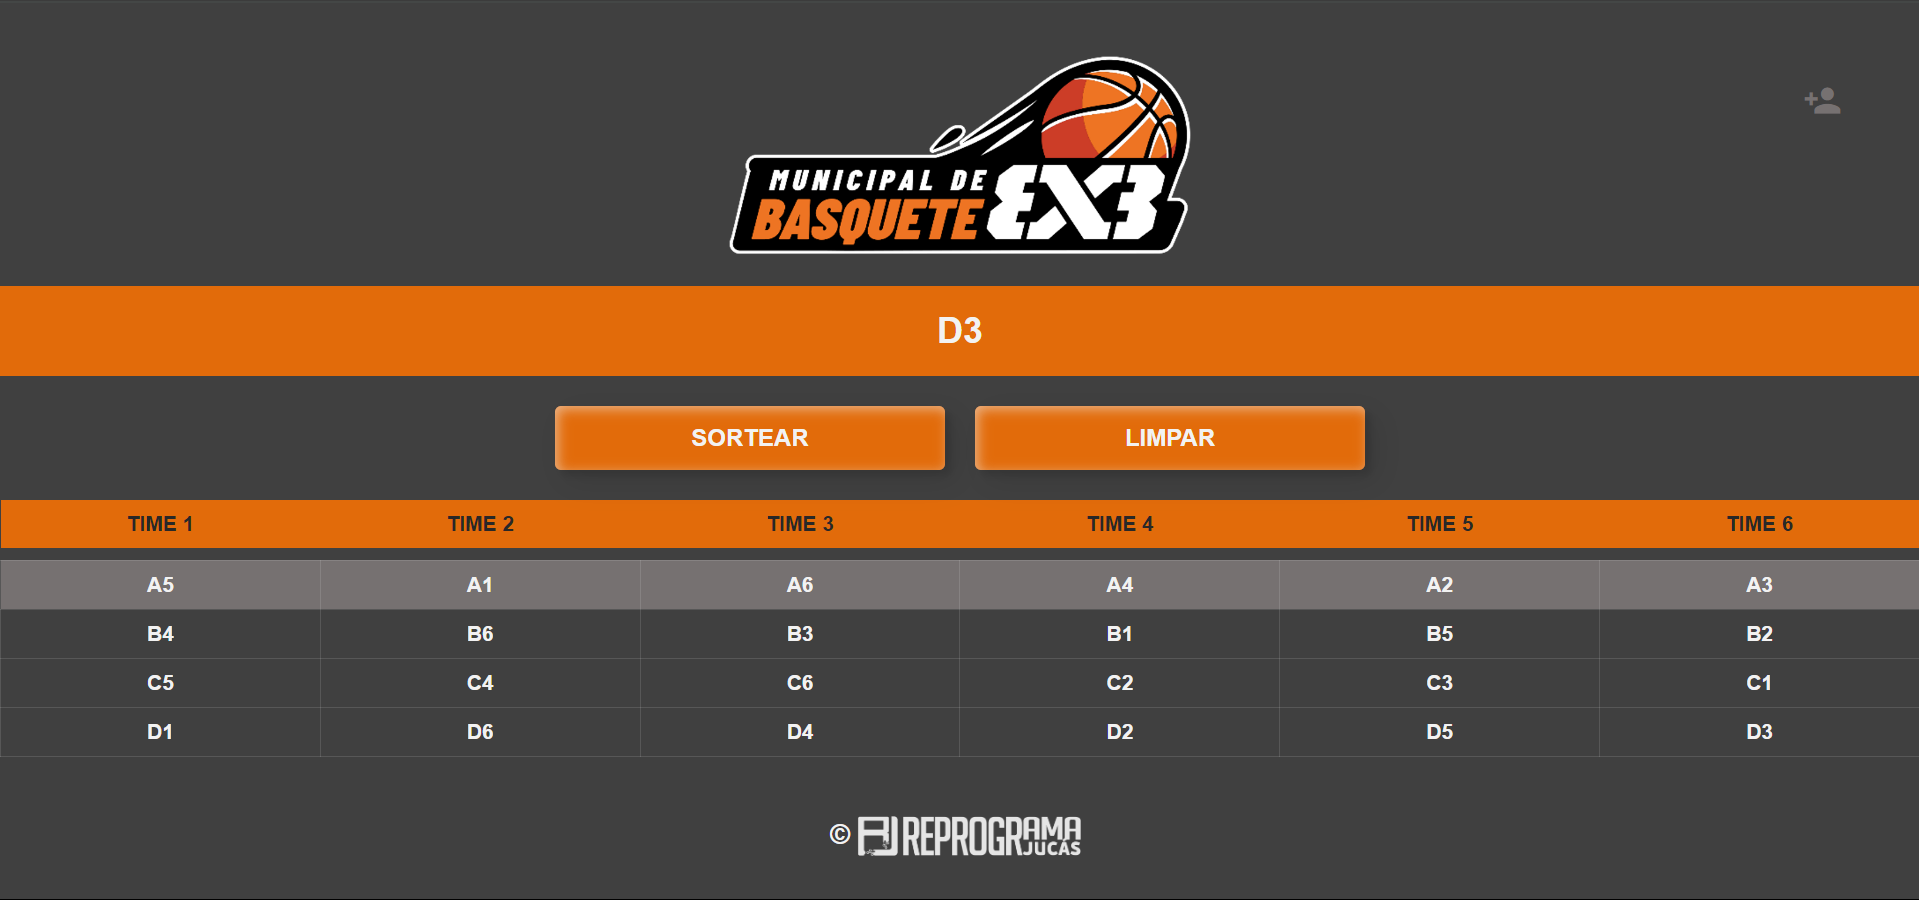 MUNICIPAL DE
BASQUETE 3X3
D3
SORTEAR LIMPAR
TIME 1 TIME 2 TIME 3 TIME 4 TIME 5 TIME 6
A5 A1 A6 A4 A2 A3
B4 B6 B3 B1 B5 B2
C5 C4 C6 C2 C3 C1
D1 D6 D4 D2 D5 D3
© REPROGRAMA
JUCÁS